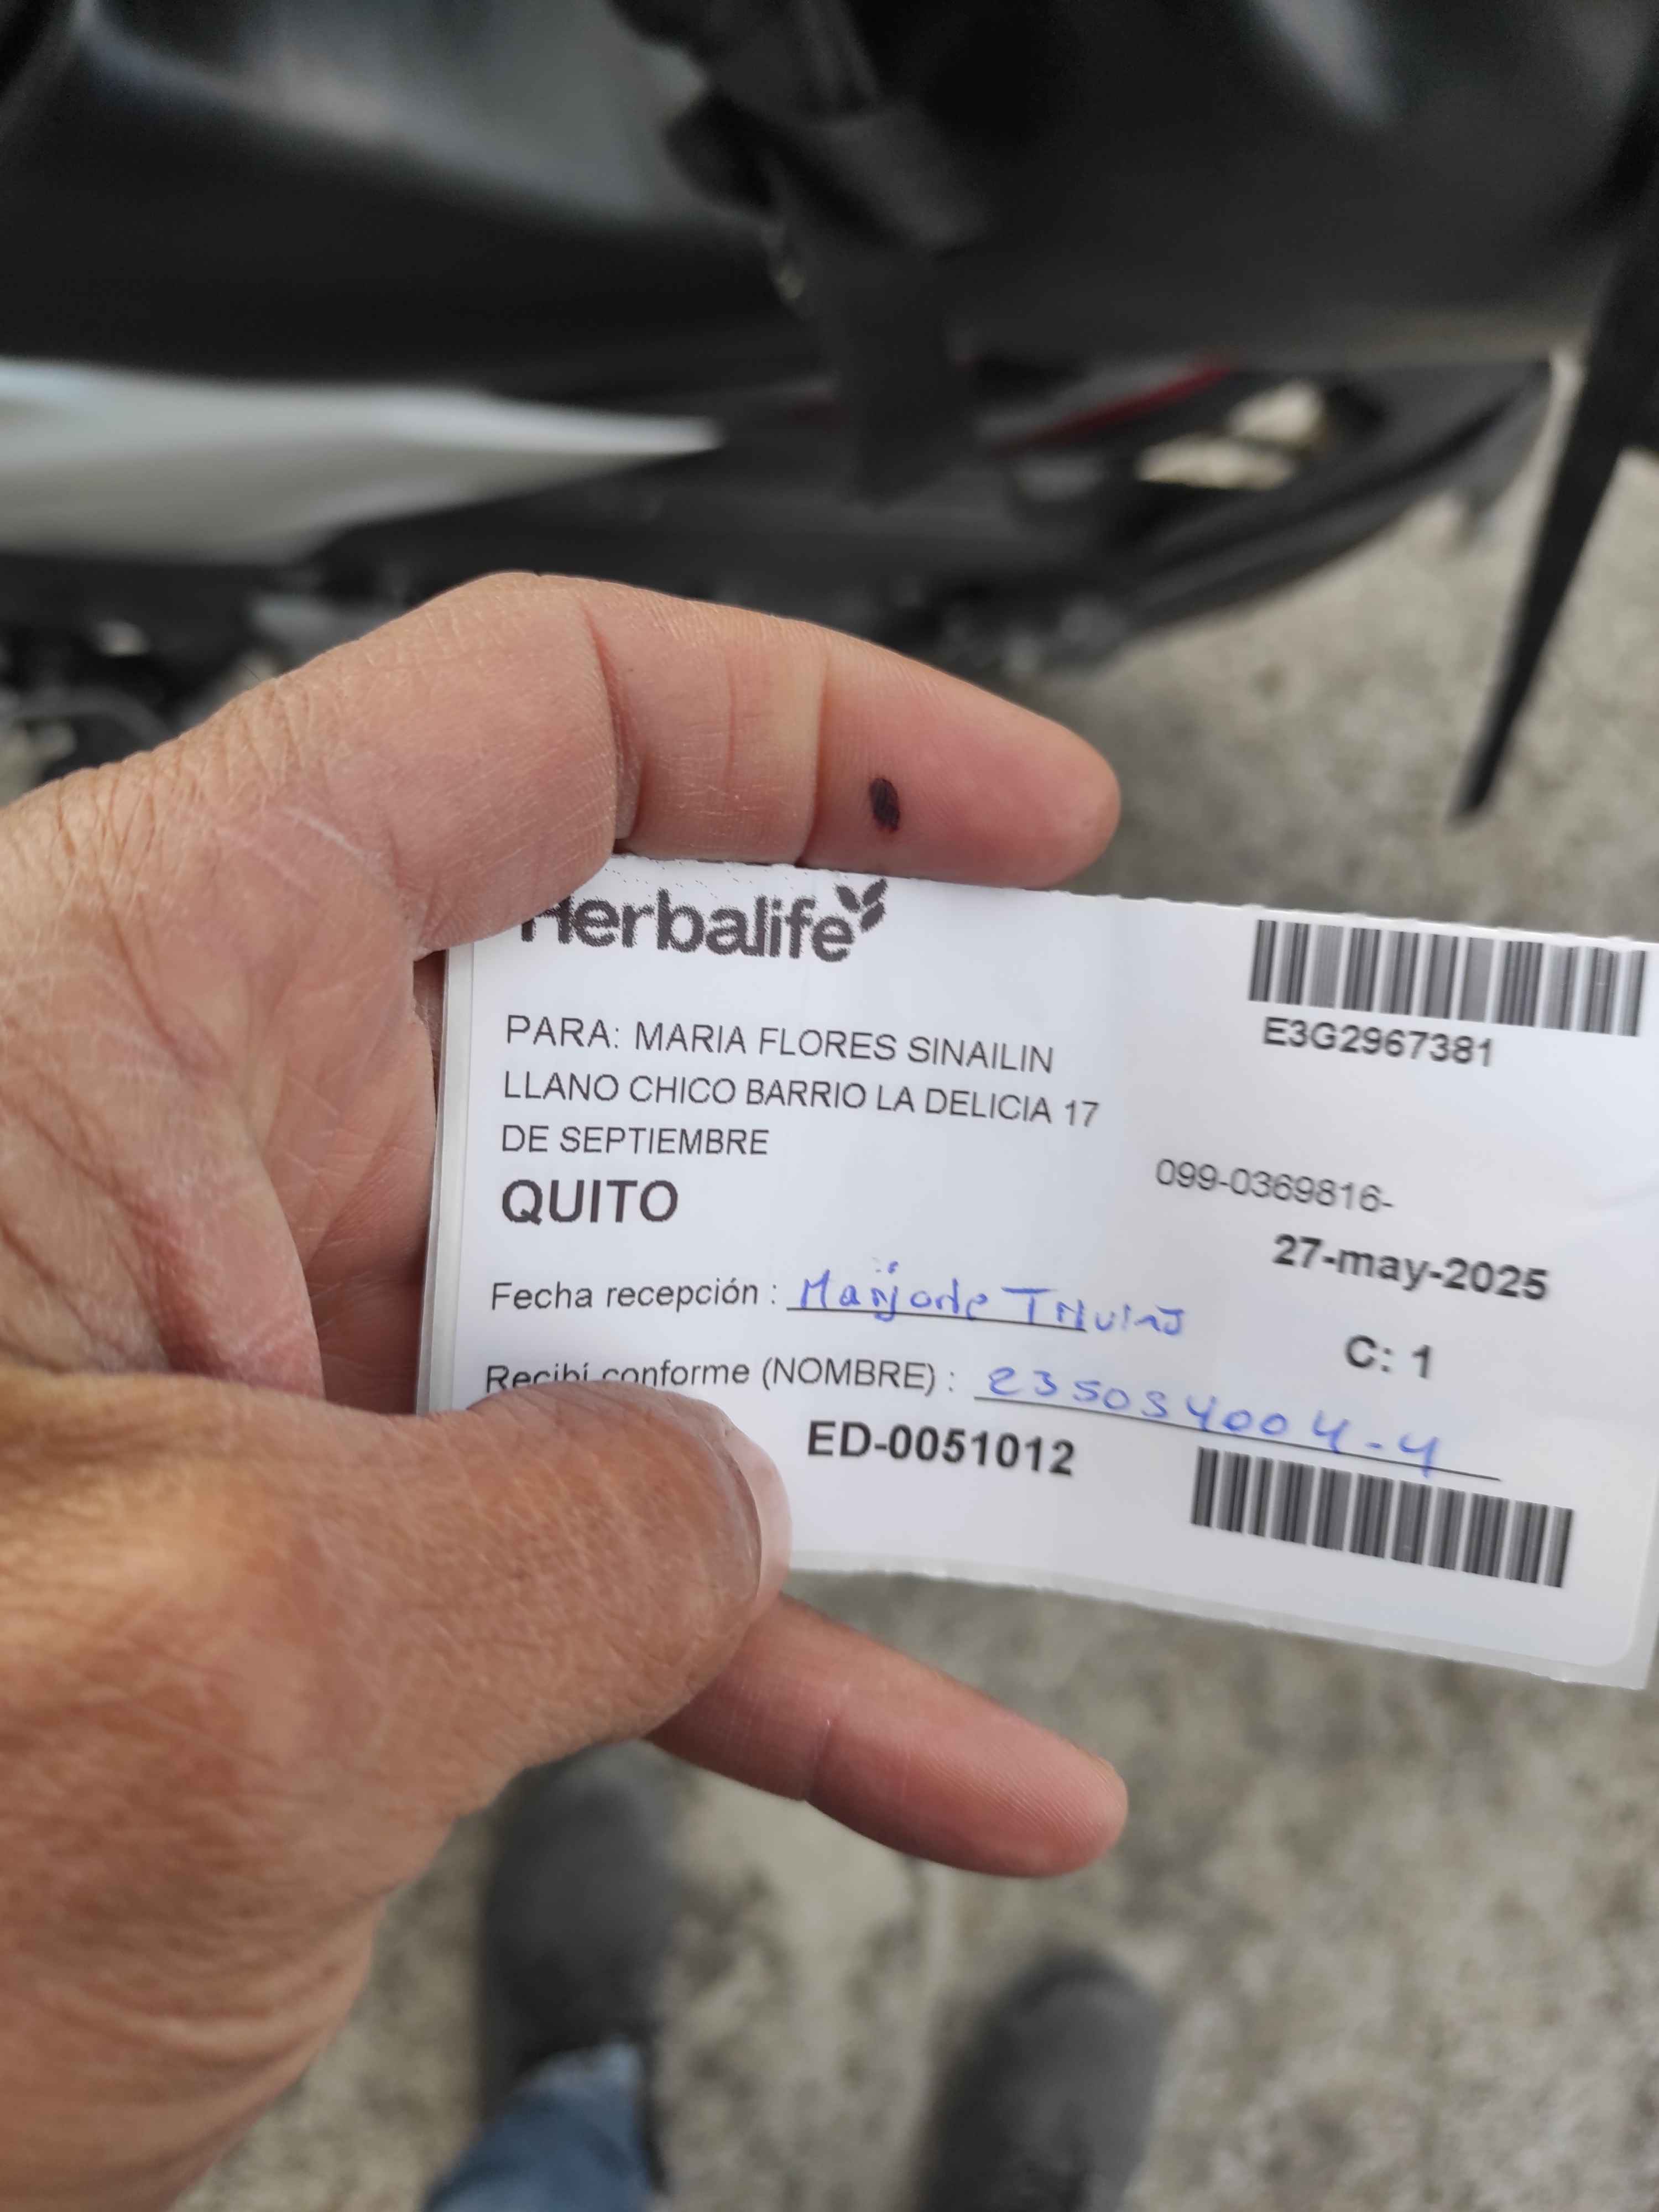 Herbalife
E3G2967381
PARA: MARIA FLORES SINAILIN
LLANO CHICO BARRIO LA DELICIA 17
DE SEPTIEMBRE
099-0369816-
QUITO
27-may-2025
Fecha recepción :
C: 1
Recibí conforme (NOMBRE) : 235054004-4
ED-0051012